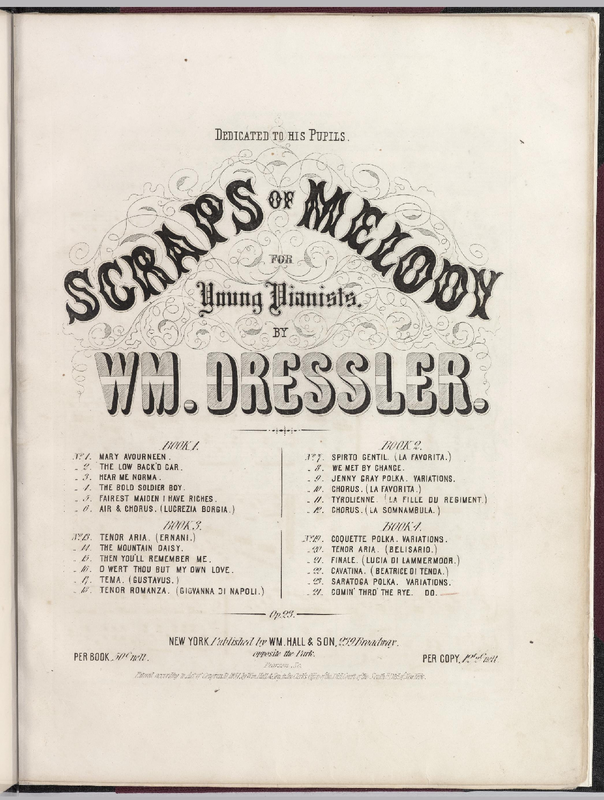 DEDICATED TO HIS PUPILS.
SCRAPS OF MELODY
FOR
Young Pianists.
BY
WM. DRESSLER.
BOOK 1.
No. 1. MARY AVOURNEEN.
" 2. THE LOW BACK'D CAR.
" 3. HEAR ME NORMA.
" 4. THE BOLD SOLDIER BOY.
" 5. FAIREST MAIDEN I HAVE RICHES.
" 6. AIR & CHORUS. (LUCREZIA BORGIA.)
BOOK 2.
No. 7. SPIRTO GENTIL. (LA FAVORITA.)
" 8. WE MET BY CHANCE.
" 9. JENNY GRAY POLKA. VARIATIONS.
" 10. CHORUS. (LA FAVORITA.)
" 11. TYROLIENNE. (LA FILLE DU REGIMENT.)
" 12. CHORUS. (LA SOMNAMBULA.)
BOOK 3.
No. 13. TENOR ARIA. (ERNANI.)
" 14. THE MOUNTAIN DAISY.
" 15. THEN YOU'LL REMEMBER ME.
" 16. O WERT THOU BUT MY OWN LOVE.
" 17. TEMA. (GUSTAVUS.)
" 18. TENOR ROMANZA. (GIOVANNA DI NAPOLI.)
BOOK 4.
No. 19. COQUETTE POLKA. VARIATIONS.
" 20. TENOR ARIA. (BELISARIO.)
" 21. FINALE. (LUCIA DI LAMMERMOOR.)
" 22. CAVATINA. (BEATRICE DI TENDA.)
" 23. SARATOGA POLKA. VARIATIONS.
" 24. COMIN' THRO' THE RYE. DO.
Op. 23.
NEW YORK. Published by WM. HALL & SON, 239 Broadway.
opposite the Park.
PER BOOK. 50cts nett.
PER COPY.